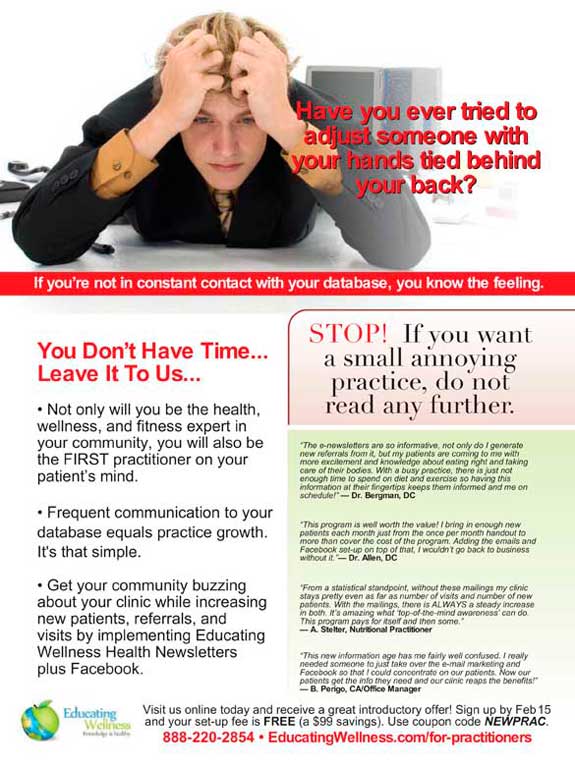 Have you ever tried to
adjust someone with
your hands tied behind
your back?
If you're not in constant contact with your database, you know the feeling.
You Don't Have Time...
Leave It To Us...
• Not only will you be the health,
wellness, and fitness expert in
your community, you will also be
the FIRST practitioner on your
patient's mind.
• Frequent communication to your
database equals practice growth.
It's that simple.
• Get your community buzzing
about your clinic while increasing
new patients, referrals, and
visits by implementing Educating
Wellness Health Newsletters
plus Facebook.
STOP! If you want
a small annoying
practice, do not
read any further.
"The e-newsletters are so informative, not only do I generate
new referrals from it, but my patients are coming to me with
more excitement and knowledge about eating right and taking
care of their bodies. With a busy practice, there is just not
enough time to spend on diet and exercise so having this
information at their fingertips keeps them informed and me on
schedule!" — Dr. Bergman, DC
"This program is well worth the value! I bring in enough new
patients each month just from the once per month handout to
more than cover the cost of the program. Adding the emails and
Facebook set-up on top of that, I wouldn't go back to business
without it."— Dr. Allen, DC
"From a statistical standpoint, without these mailings my clinic
stays pretty even as far as number of visits and number of new
patients. With the mailings, there is ALWAYS a steady increase
in both. It's amazing what 'top-of-the-mind awareness' can do.
This program pays for itself and then some."
— A. Stelter, Nutritional Practitioner
"This new information age has me fairly well confused. I really
needed someone to just take over the e-mail marketing and
Facebook so that I could concentrate on our patients. Now our
patients get the info they need and our clinic reaps the benefits!"
— B. Perigo, CA/Office Manager
Educating
Wellness
Knowledge is healthy
Visit us online today and receive a great introductory offer! Sign up by Feb 15
and your set-up fee is FREE (a $99 savings). Use coupon code NEWPRAC.
888-220-2854 • EducatingWellness.com/for-practitioners